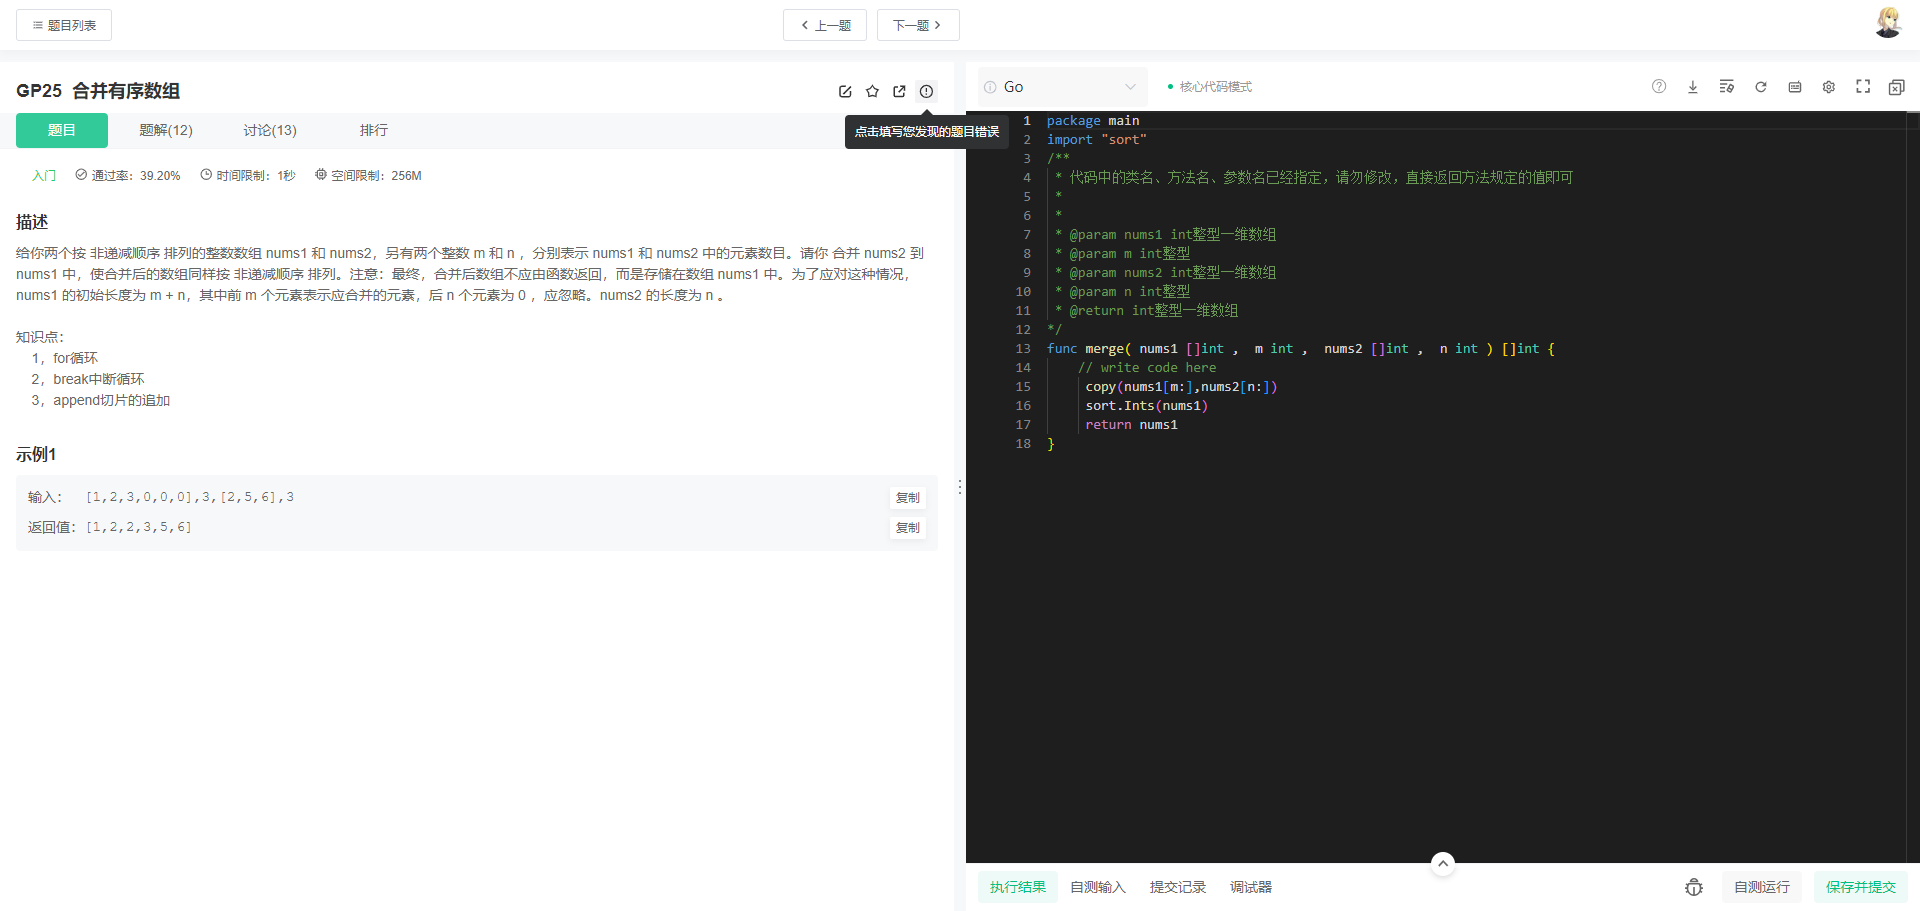 题目列表
上一题
下一题
GP25 合并有序数组
题目
题解(12)
讨论(13)
排行
点击填写您发现的题目错误
入门
通过率：39.20%
时间限制：1秒
空间限制：256M
描述
给你两个按 非递减顺序 排列的整数数组 nums1 和 nums2，另有两个整数 m 和 n ，分别表示 nums1 和 nums2 中的元素数目。请你 合并 nums2 到
nums1 中，使合并后的数组同样按 非递减顺序 排列。注意：最终，合并后数组不应由函数返回，而是存储在数组 nums1 中。为了应对这种情况，
nums1 的初始长度为 m + n，其中前 m 个元素表示应合并的元素，后 n 个元素为 0 ，应忽略。nums2 的长度为 n 。
知识点：
1，for循环
2，break中断循环
3，append切片的追加
示例1
输入： [1,2,3,0,0,0],3,[2,5,6],3
复制
返回值：[1,2,2,3,5,6]
复制
Go
核心代码模式
1 package main
2 import "sort"
3 /**
4  * 代码中的类名、方法名、参数名已经指定，请勿修改，直接返回方法规定的值即可
5  *
6  *
7  * @param nums1 int整型一维数组
8  * @param m int整型
9  * @param nums2 int整型一维数组
10  * @param n int整型
11  * @return int整型一维数组
12 */
13 func merge( nums1 []int ,  m int ,  nums2 []int ,  n int ) []int {
14     // write code here
15      copy(nums1[m:],nums2[n:])
16      sort.Ints(nums1)
17      return nums1
18 }
执行结果
自测输入
提交记录
调试器
自测运行
保存并提交